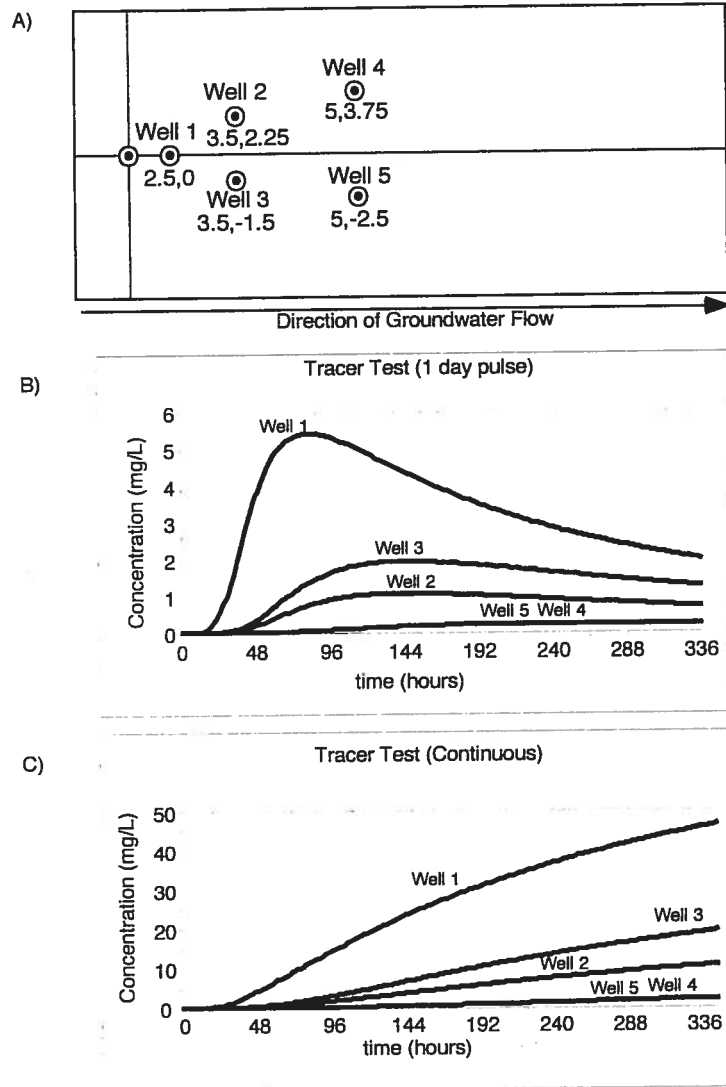 A)
Well 4
Well 2
5,3.75
Well 1
3.5,2.25
2.5,0
Well 5
Well 3
5,-2.5
3.5,-1.5
Direction of Groundwater Flow
B)
Tracer Test (1 day pulse)
Concentration (mg/L)
6
5
4
3
2
1
0
Well 1
Well 3
Well 2
Well 5 Well 4
0 48 96 144 192 240 288 336
time (hours)
C)
Tracer Test (Continuous)
Concentration (mg/L)
50
40
30
20
10
0
Well 1
Well 3
Well 2
Well 5 Well 4
0 48 96 144 192 240 288 336
time (hours)